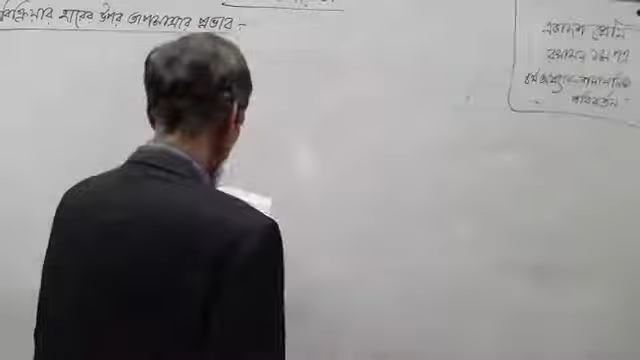 বিক্রিয়ার হারের উপর তাপমাত্রার প্রভাব -
একাদশ শ্রেণি
রসায়ন ১ম পত্র
৪র্থ অধ্যায়-রাসায়নিক
পরিবর্তন